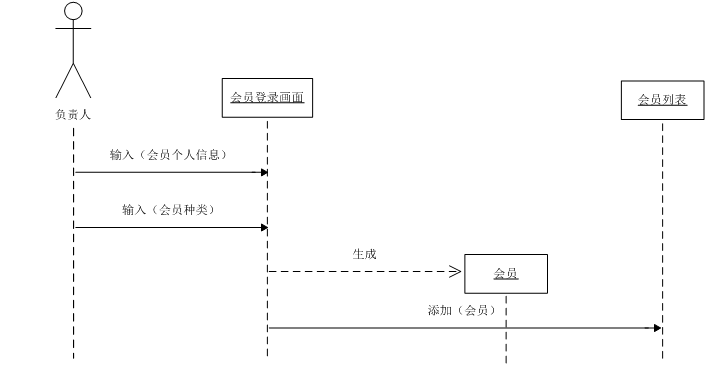 负责人
会员登录画面
会员列表
输入（会员个人信息）
输入（会员种类）
生成
会员
添加（会员）